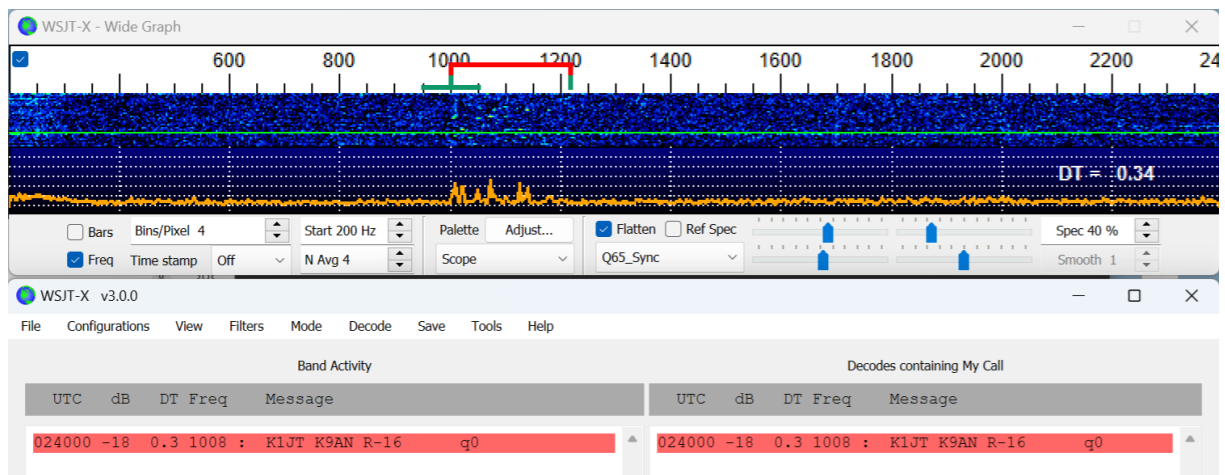 WSJT-X - Wide Graph
600 800 1000 1200 1400 1600 1800 2000 2200 24
DT = 0.34
Bars Bins/Pixel 4 Start 200 Hz Palette Adjust... Flatten Ref Spec Spec 40 %
Freq Time stamp Off N Avg 4 Scope Q65_Sync Smooth 1
WSJT-X v3.0.0
File Configurations View Filters Mode Decode Save Tools Help
Band Activity Decodes containing My Call
UTC dB DT Freq Message UTC dB DT Freq Message
024000 -18 0.3 1008 : K1JT K9AN R-16 q0 024000 -18 0.3 1008 : K1JT K9AN R-16 q0